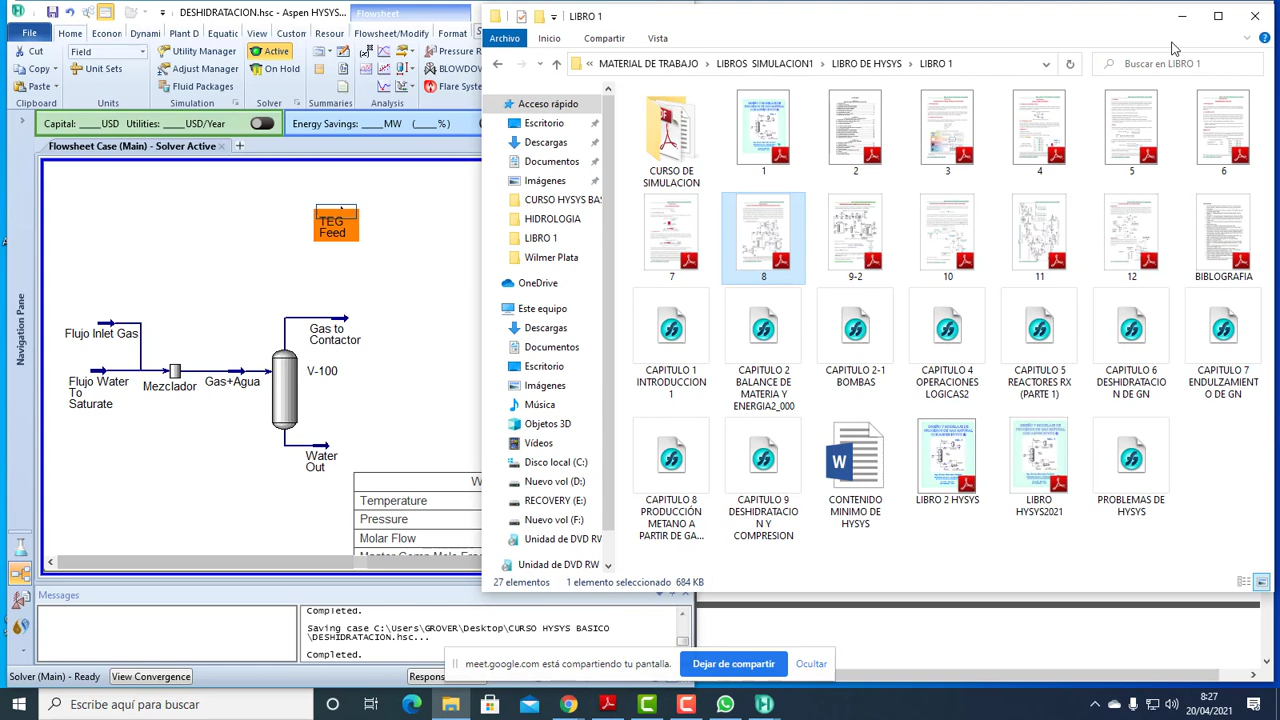 DESHIDRATACION.hsc - Aspen HYSYS...
Flowsheet
File
Home
Econor
Dynami
Plant D
Equatic
View
Custon
Resour
Flowsheet/Modify
Format
Cut
Copy
Paste
Clipboard
Field
Unit Sets
Units
Utility Manager
Adjust Manager
Fluid Packages
Simulation
Active
On Hold
Solver
Summaries
Analysis
Pressure R
BLOWDOW
Flare Syste
apital: ____USD Utilities: ____USD/Year
Energy Savings: ____MW (____%)
Flowsheet Case (Main) - Solver Active
Navigation Pane
TEG
Feed
Flujo Inlet Gas
Flujo Water
To
Saturate
Mezclador
Gas+Agua
Gas to
Contactor
V-100
Water
Out
W
Temperature
Pressure
Molar Flow
Messages
Completed.
Saving case C:\Users\GROVER\Desktop\CURSO HYSYS BASICO
\DESHIDRATACION.hsc...
Completed.
Solver (Main) - Ready
w Convergence
Respons
LIBRO 1
Archivo
Inicio
Compartir
Vista
« MATERIAL DE TRABAJO > LIBROS SIMULACION1 > LIBRO DE HYSYS > LIBRO 1
Buscar en LIBRO 1
Acceso rápido
Escritorio
Descargas
Documentos
Imágenes
CURSO HYSYS BAS
HIDROLOGIA
LIBRO 1
Wilmer Plata
OneDrive
Este equipo
Descargas
Documentos
Escritorio
Imágenes
Música
Objetos 3D
Vídeos
Disco local (C:)
Nuevo vol (D:)
RECOVERY (E:)
Nuevo vol (F:)
Unidad de DVD RW
Unidad de DVD RW
CURSO DE
SIMULACION
1
2
3
4
5
6
7
8
9-2
10
11
12
BIBLOGRAFIA
CAPITULO 1
INTRODUCCION
1
CAPITULO 2
BALANCE DE
MATERIA Y
ENERGIA2_000
CAPITULO 2-1
BOMBAS
CAPITULO 4
OPERACIONES
LOGICAS2
CAPITULO 5
REACTORES RX
(PARTE 1)
CAPITULO 6
DESHIDRATACIO
N DE GN
CAPITULO 7
ENDULZAMIENT
O DE GN
CAPITULO 8
PRODUCCIÓN
METANO A
PARTIR DE GA...
CAPITULO 9
DESHIDRATACIO
N Y
COMPRESION
CONTENIDO
MINIMO DE
HYSYS
LIBRO 2 HYSYS
LIBRO
HYSYS2021
PROBLEMAS DE
HYSYS
27 elementos
1 elemento seleccionado 684 KB
meet.google.com está compartiendo tu pantalla.
Dejar de compartir
Ocultar
Escribe aquí para buscar
8:27
20/04/2021